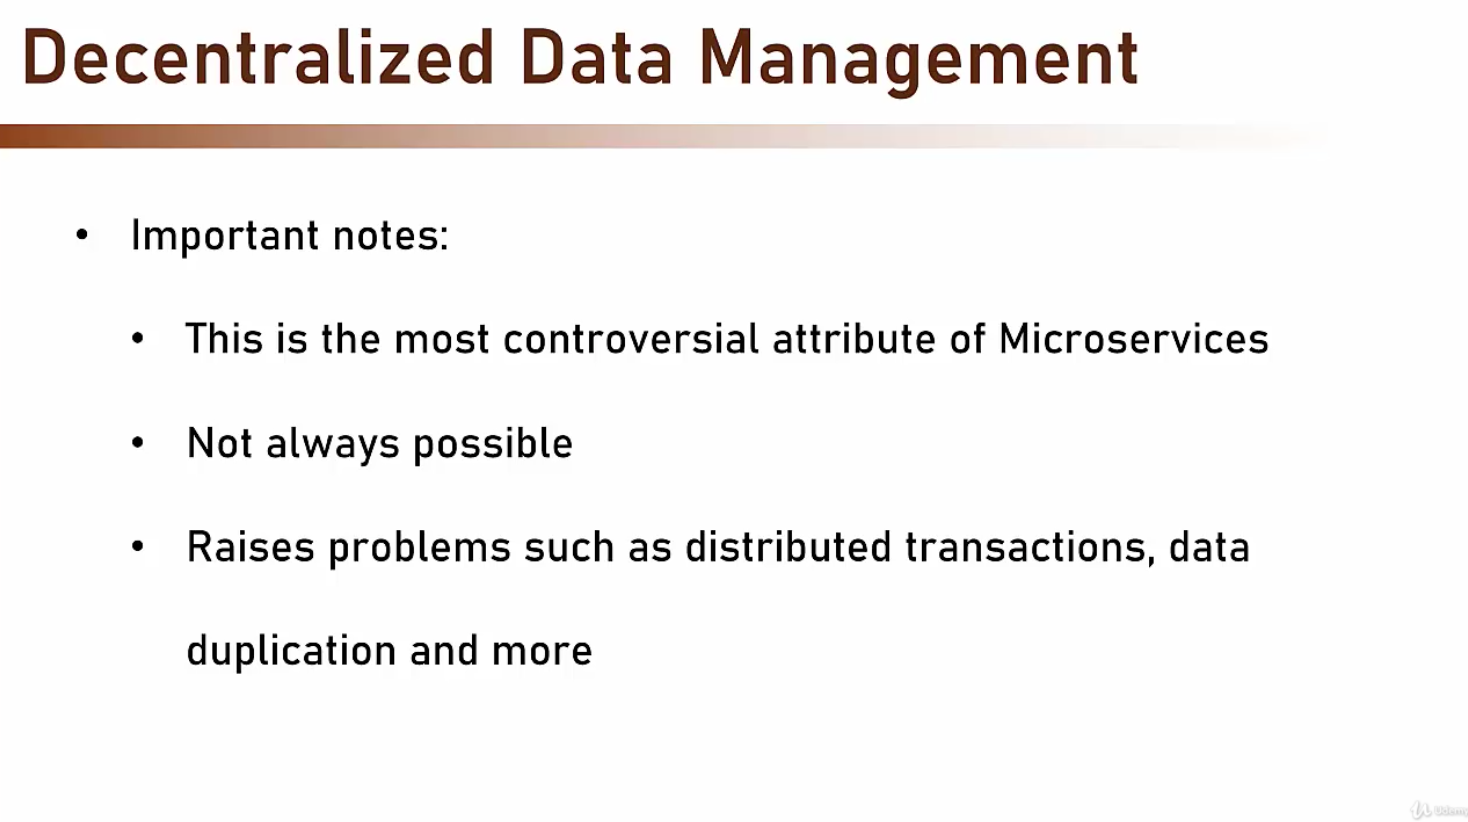 Decentralized Data Management
• Important notes:
• This is the most controversial attribute of Microservices
• Not always possible
• Raises problems such as distributed transactions, data
duplication and more
Udemy